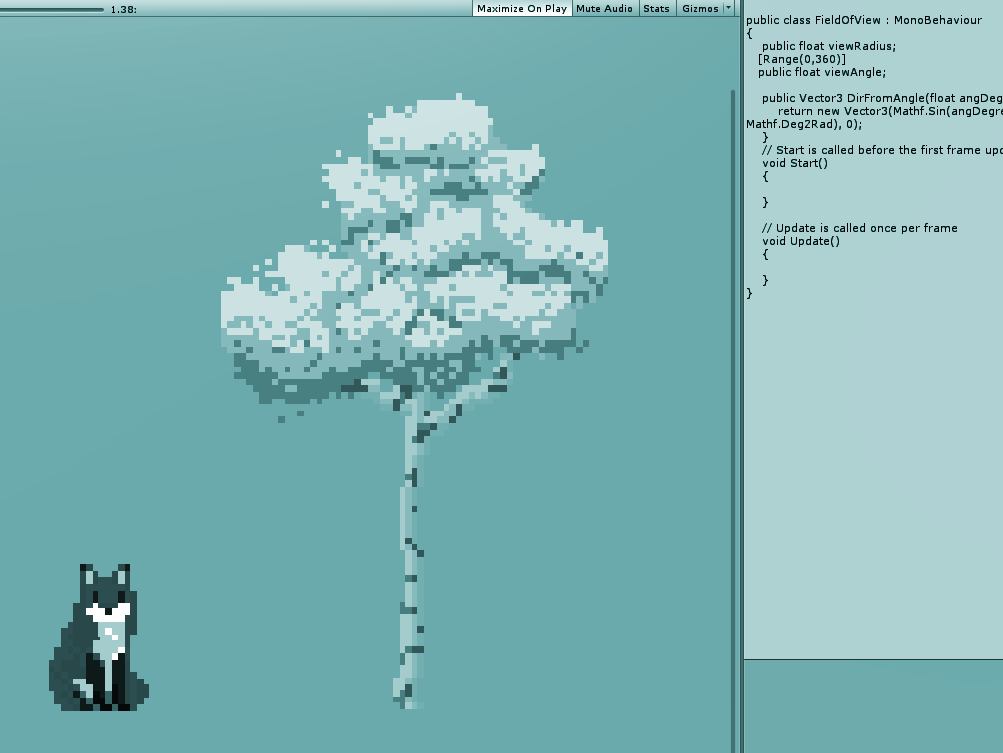 1.38: Maximize On Play Mute Audio Stats Gizmos
public class FieldOfView : MonoBehaviour
{
public float viewRadius;
[Range(0,360)]
public float viewAngle;
public Vector3 DirFromAngle(float angDeg
return new Vector3(Mathf.Sin(angDegre
Mathf.Deg2Rad), 0);
}
// Start is called before the first frame upd
void Start()
{
}
// Update is called once per frame
void Update()
{
}
}